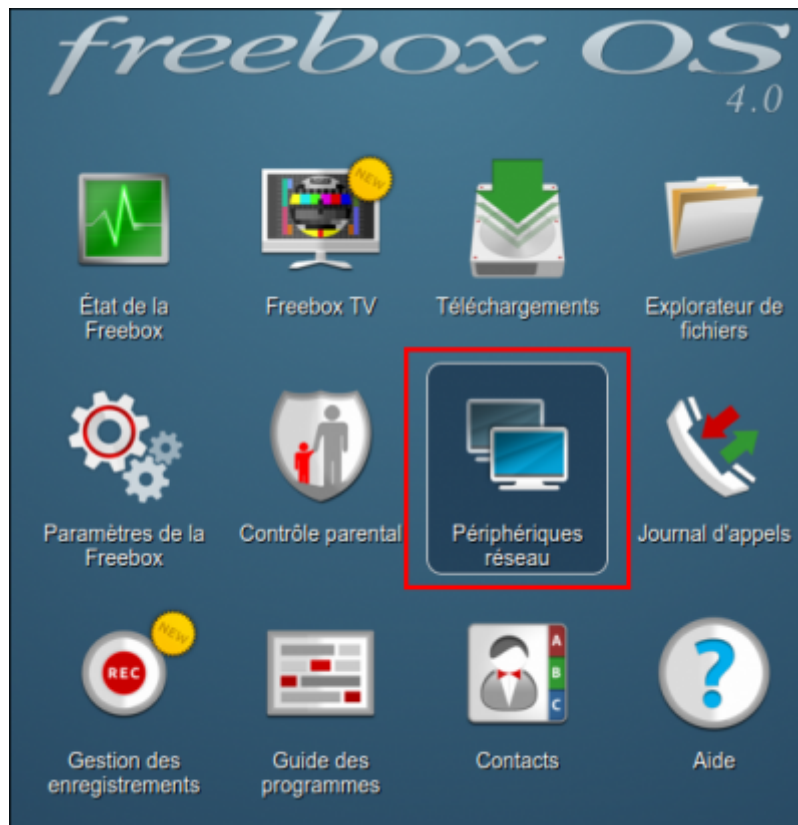 freebox OS
4.0
NEW
État de la
Freebox
Freebox TV
Téléchargements
Explorateur de
fichiers
Paramètres de la
Freebox
Contrôle parental
Périphériques
réseau
Journal d'appels
NEW
REC
A
B
C
?
Gestion des
enregistrements
Guide des
programmes
Contacts
Aide